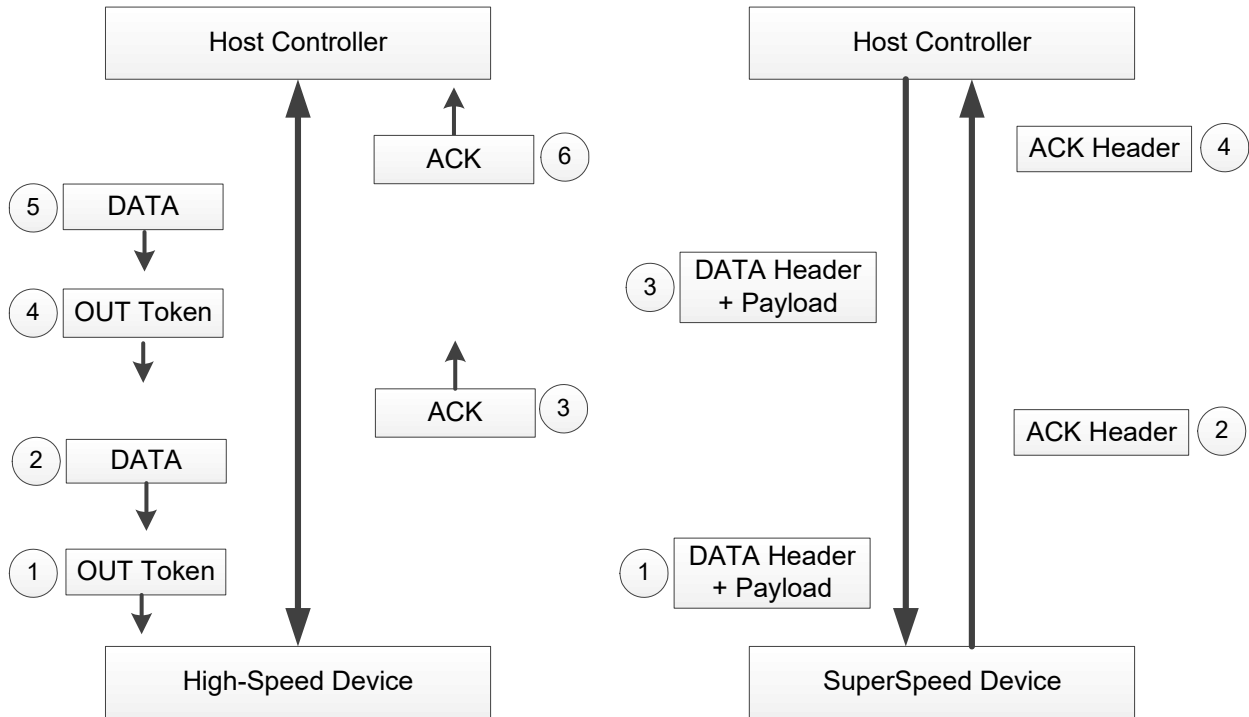 Host Controller
ACK
6
5
DATA
4
OUT Token
ACK
3
2
DATA
1
OUT Token
High-Speed Device
Host Controller
ACK Header
4
3
DATA Header
+ Payload
ACK Header
2
1
DATA Header
+ Payload
SuperSpeed Device